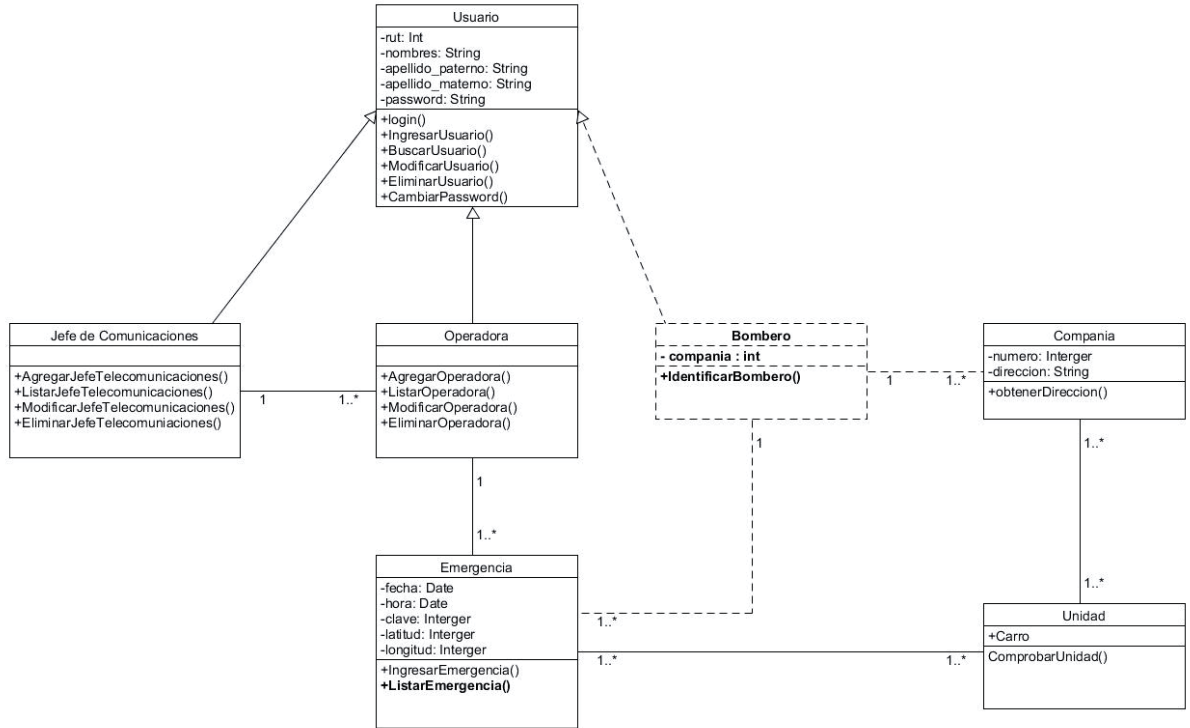 Usuario
-rut: Int
-nombres: String
-apellido_paterno: String
-apellido_materno: String
-password: String
+login()
+IngresarUsuario()
+BuscarUsuario()
+ModificarUsuario()
+EliminarUsuario()
+CambiarPassword()
Jefe de Comunicaciones
+AgregarJefeTelecomunicaciones()
+ListarJefeTelecomunicaciones()
+ModificarJefeTelecomunicaciones()
+EliminarJefeTelecomuniaciones()
1
1..*
Operadora
+AgregarOperadora()
+ListarOperadora()
+ModificarOperadora()
+EliminarOperadora()
Bombero
- compania : int
+IdentificarBombero()
1
1..*
Compania
-numero: Interger
-direccion: String
+obtenerDireccion()
1
1..*
1
1..*
1..*
1..*
Emergencia
-fecha: Date
-hora: Date
-clave: Interger
-latitud: Interger
-longitud: Interger
+IngresarEmergencia()
+ListarEmergencia()
1..*
1..*
Unidad
+Carro
ComprobarUnidad()